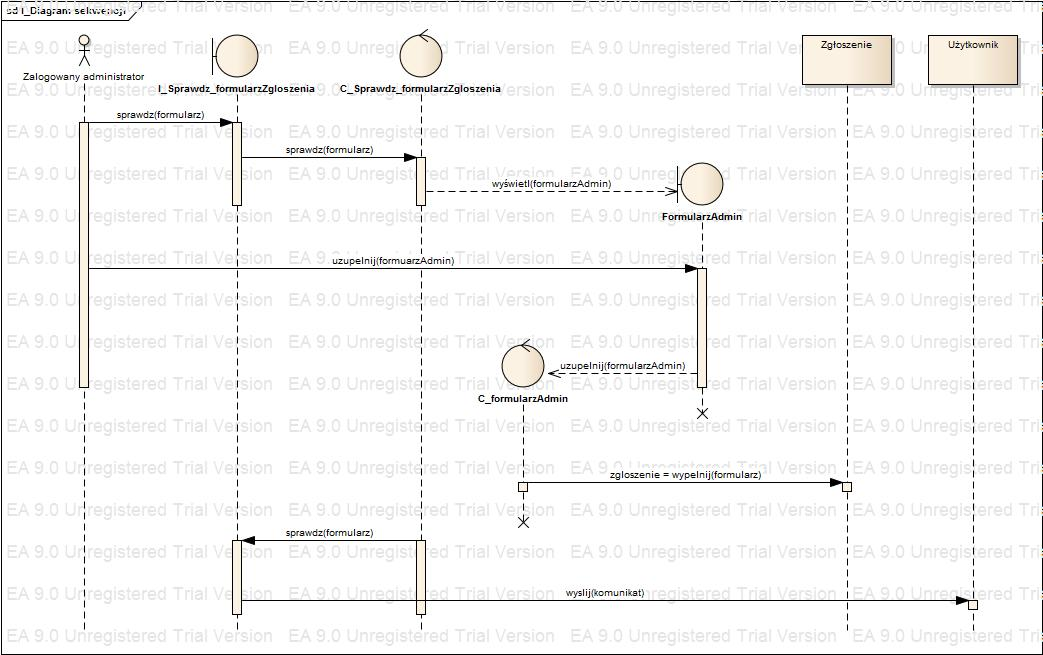 sd I_Diagram sekwencji
Zalogowany administrator
I_Sprawdz_formularzZgloszenia
C_Sprawdz_formularzZgloszenia
Zgłoszenie
Użytkownik
sprawdz(formularz)
sprawdz(formularz)
wyświetl(formularzAdmin)
FormularzAdmin
uzupelnij(formuarzAdmin)
uzupelnij(formularzAdmin)
C_formularzAdmin
zgloszenie = wypelnij(formularz)
sprawdz(formularz)
wyslij(komunikat)
EA 9.0 Unregistered Trial Version